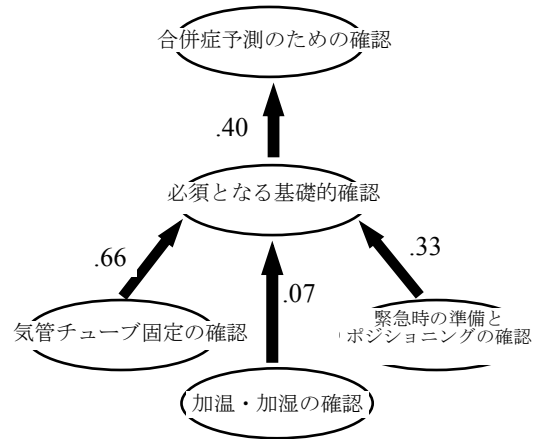 合併症予測のための確認
.40
必須となる基礎的確認
.66
.33
.07
気管チューブ固定の確認
緊急時の準備と
ポジショニングの確認
加温・加湿の確認